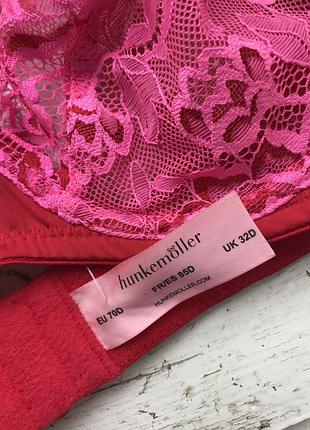 hunkemöller
EU 70D
FR/ES 85D
UK 32D
HUNKEMOLLER.COM